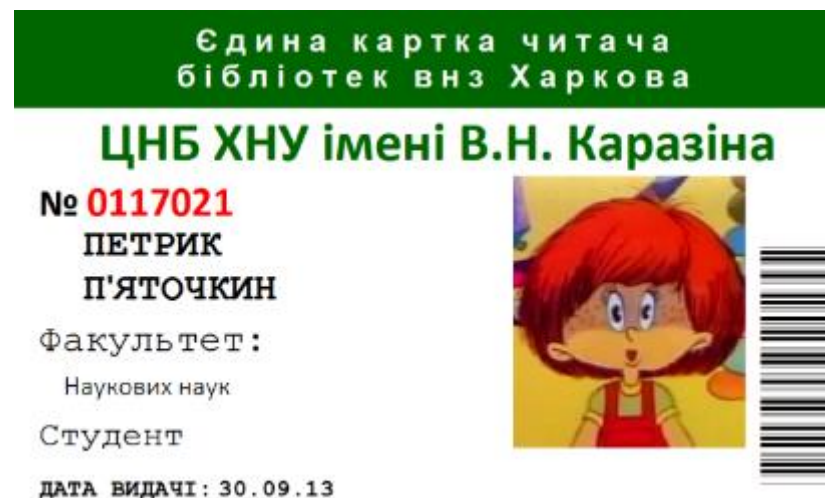 Єдина картка читача
бібліотек внз Харкова
ЦНБ ХНУ імені В.Н. Каразіна
№ 0117021
ПЕТРИК
П'ЯТОЧКИН
Факультет:
Наукових наук
Студент
ДАТА ВИДАЧІ: 30.09.13